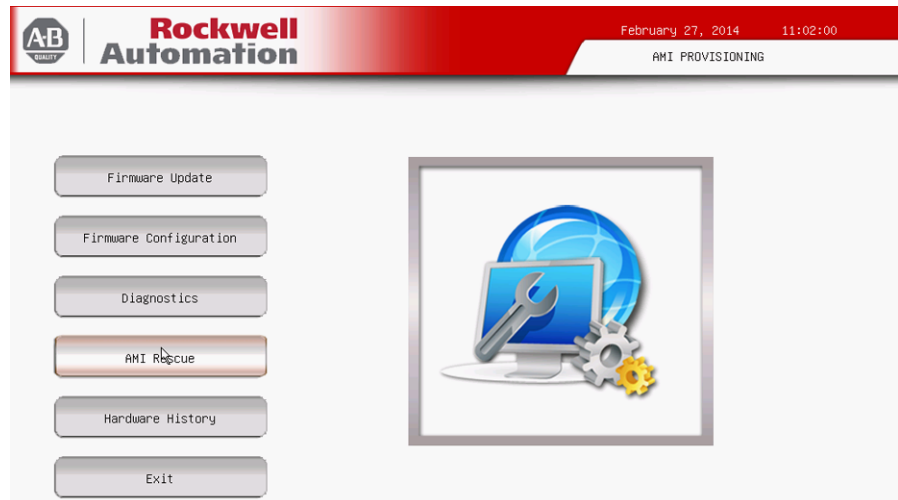 A-B
QUALITY
Rockwell
Automation
February 27, 2014 11:02:00
AMI PROVISIONING
Firmware Update
Firmware Configuration
Diagnostics
AMI Rescue
Hardware History
Exit